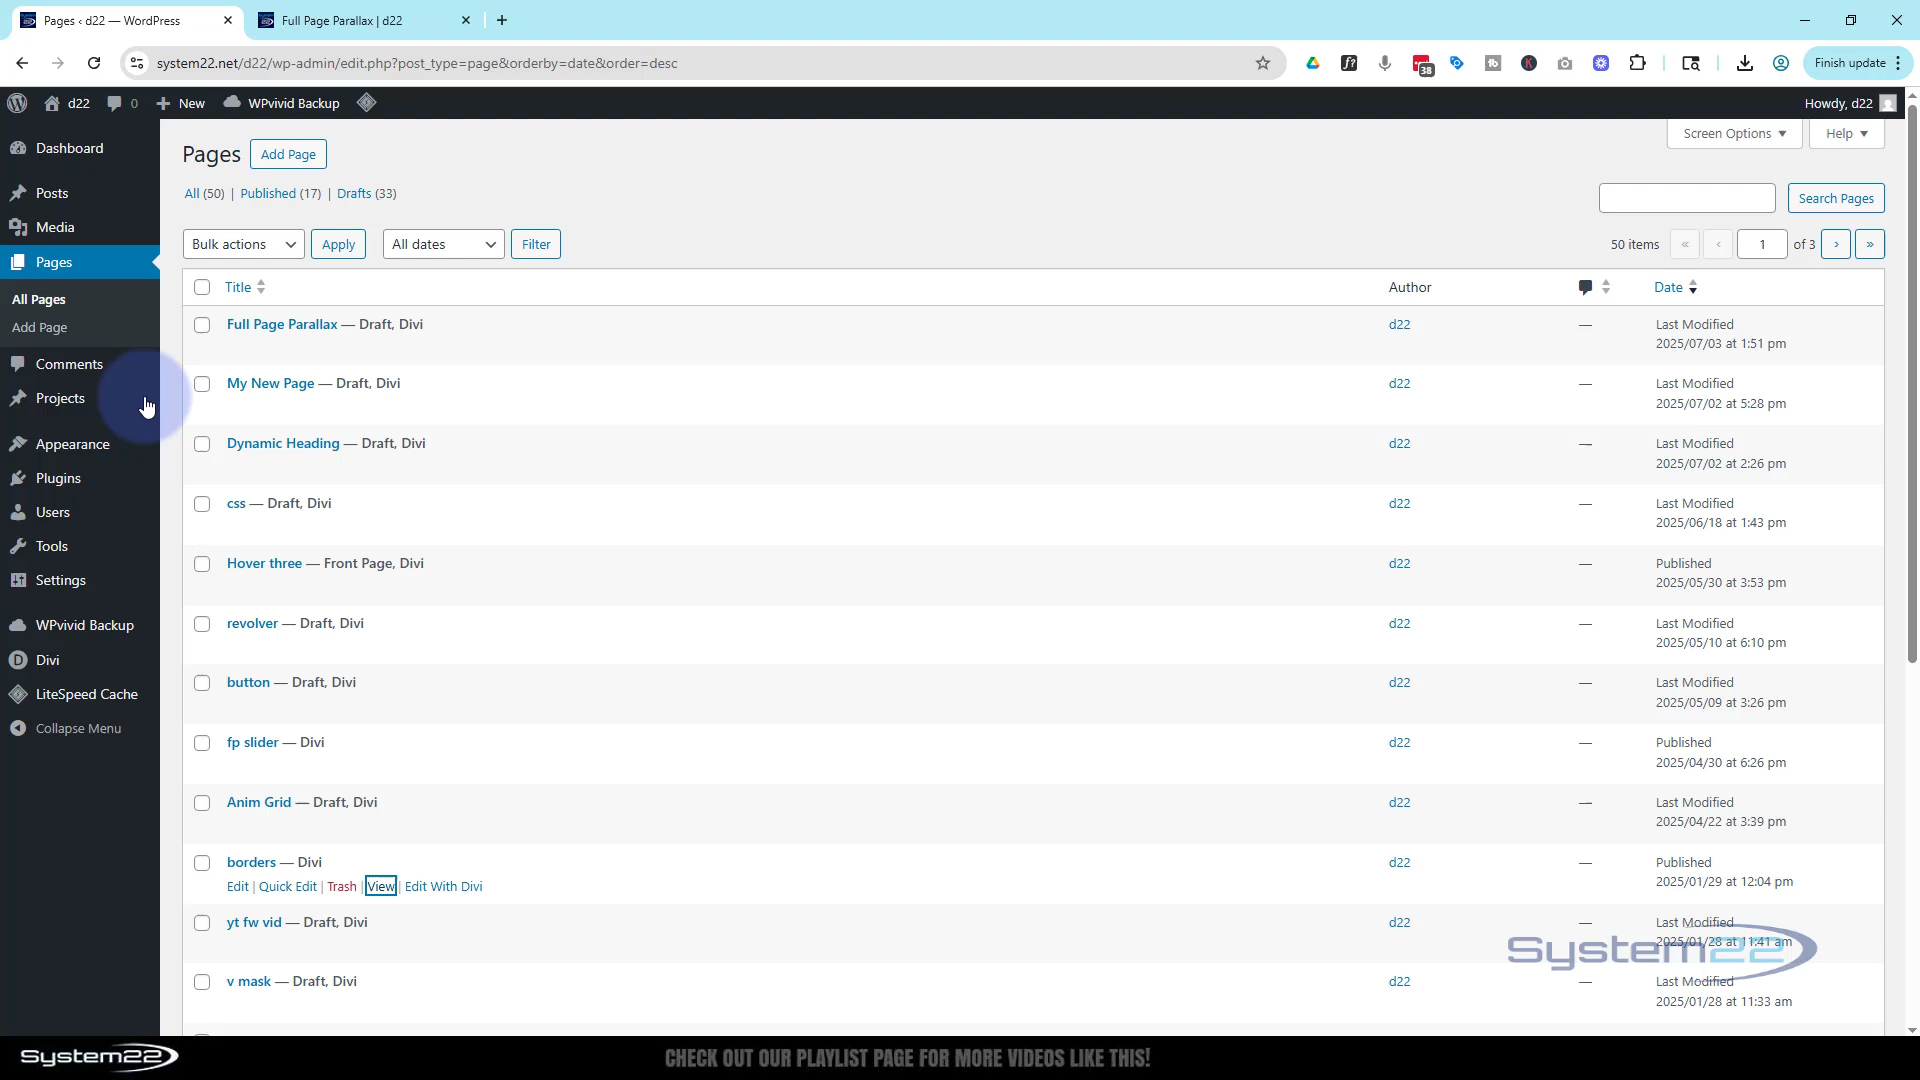 Pages ‹ d22 — WordPress
Full Page Parallax | d22
system22.net/d22/wp-admin/edit.php?post_type=page&orderby=date&order=desc
38
Finish update
d22
0
New
WPvivid Backup
Howdy, d22
Dashboard
Posts
Media
Pages
All Pages
Add Page
Comments
Projects
Appearance
Plugins
Users
Tools
Settings
WPvivid Backup
Divi
LiteSpeed Cache
Collapse Menu
Pages
Add Page
Screen Options
Help
All (50) | Published (17) | Drafts (33)
Search Pages
Bulk actions
Apply
All dates
Filter
50 items « ‹ 1 of 3 › »
Title Author Date
Full Page Parallax — Draft, Divi d22 — Last Modified
2025/07/03 at 1:51 pm
My New Page — Draft, Divi d22 — Last Modified
2025/07/02 at 5:28 pm
Dynamic Heading — Draft, Divi d22 — Last Modified
2025/07/02 at 2:26 pm
css — Draft, Divi d22 — Last Modified
2025/06/18 at 1:43 pm
Hover three — Front Page, Divi d22 — Published
2025/05/30 at 3:53 pm
revolver — Draft, Divi d22 — Last Modified
2025/05/10 at 6:10 pm
button — Draft, Divi d22 — Last Modified
2025/05/09 at 3:26 pm
fp slider — Divi d22 — Published
2025/04/30 at 6:26 pm
Anim Grid — Draft, Divi d22 — Last Modified
2025/04/22 at 3:39 pm
borders — Divi d22 — Published
Edit | Quick Edit | Trash | View | Edit With Divi 2025/01/29 at 12:04 pm
yt fw vid — Draft, Divi d22 — Last Modified
2025/01/28 at 11:41 am
System22
v mask — Draft, Divi d22 — Last Modified
2025/01/28 at 11:33 am
System22
CHECK OUT OUR PLAYLIST PAGE FOR MORE VIDEOS LIKE THIS!